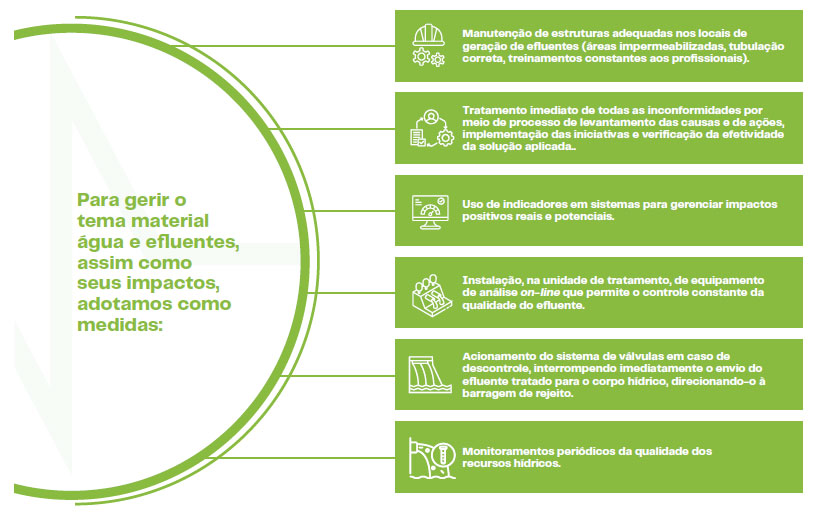 Para gerir o
tema material
água e efluentes,
assim como
seus impactos,
adotamos como
medidas:
Manutenção de estruturas adequadas nos locais de
geração de efluentes (áreas impermeabilizadas, tubulação
correta, treinamentos constantes aos profissionais).
Tratamento imediato de todas as inconformidades por
meio de processo de levantamento das causas e de ações,
implementação das iniciativas e verificação da efetividade
da solução aplicada..
Uso de indicadores em sistemas para gerenciar impactos
positivos reais e potenciais.
Instalação, na unidade de tratamento, de equipamento
de análise on-line que permite o controle constante da
qualidade do efluente.
Acionamento do sistema de válvulas em caso de
descontrole, interrompendo imediatamente o envio do
efluente tratado para o corpo hídrico, direcionando-o à
barragem de rejeito.
Monitoramentos periódicos da qualidade dos
recursos hídricos.